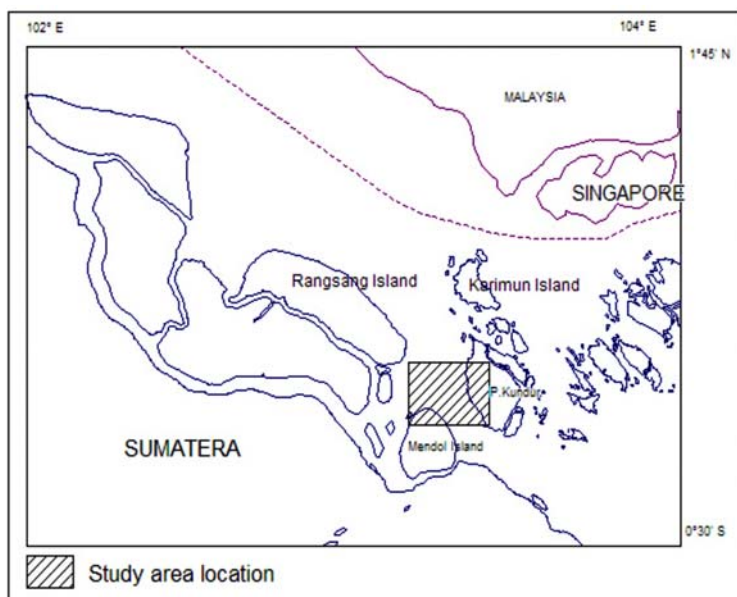 102° E
104° E
1°45' N
MALAYSIA
SINGAPORE
Rangsang Island
Karimun Island
P.Kundur
Mendol Island
SUMATERA
0°30' S
Study area location